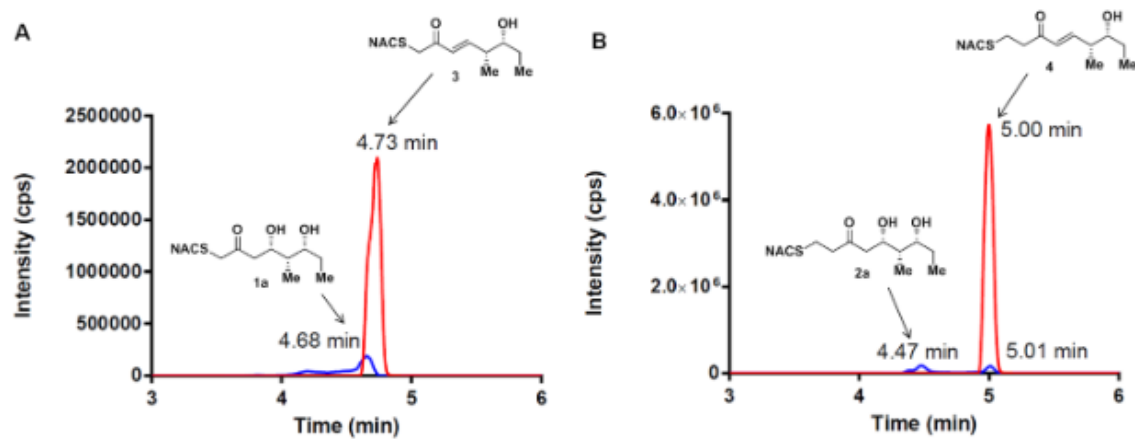 A
NACS
O
OH
3
Me
Me
4.73 min
NACS
O
OH
OH
1a
Me
Me
4.68 min
Intensity (cps)
2500000
2000000
1500000
1000000
500000
0
3
4
5
6
Time (min)
B
NACS
O
OH
4
Me
Me
5.00 min
NACS
O
OH
OH
2a
Me
Me
4.47 min
5.01 min
Intensity (cps)
6.0×10⁶
4.0×10⁶
2.0×10⁶
0
3
4
5
6
Time (min)